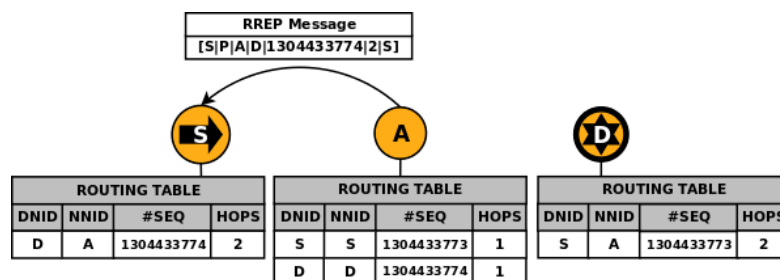 RREP Message
[S|P|A|D|1304433774|2|S]
S
A
D
ROUTING TABLE
DNID NNID #SEQ HOPS
D A 1304433774 2
ROUTING TABLE
DNID NNID #SEQ HOPS
S S 1304433773 1
D D 1304433774 1
ROUTING TABLE
DNID NNID #SEQ HOPS
S A 1304433773 2